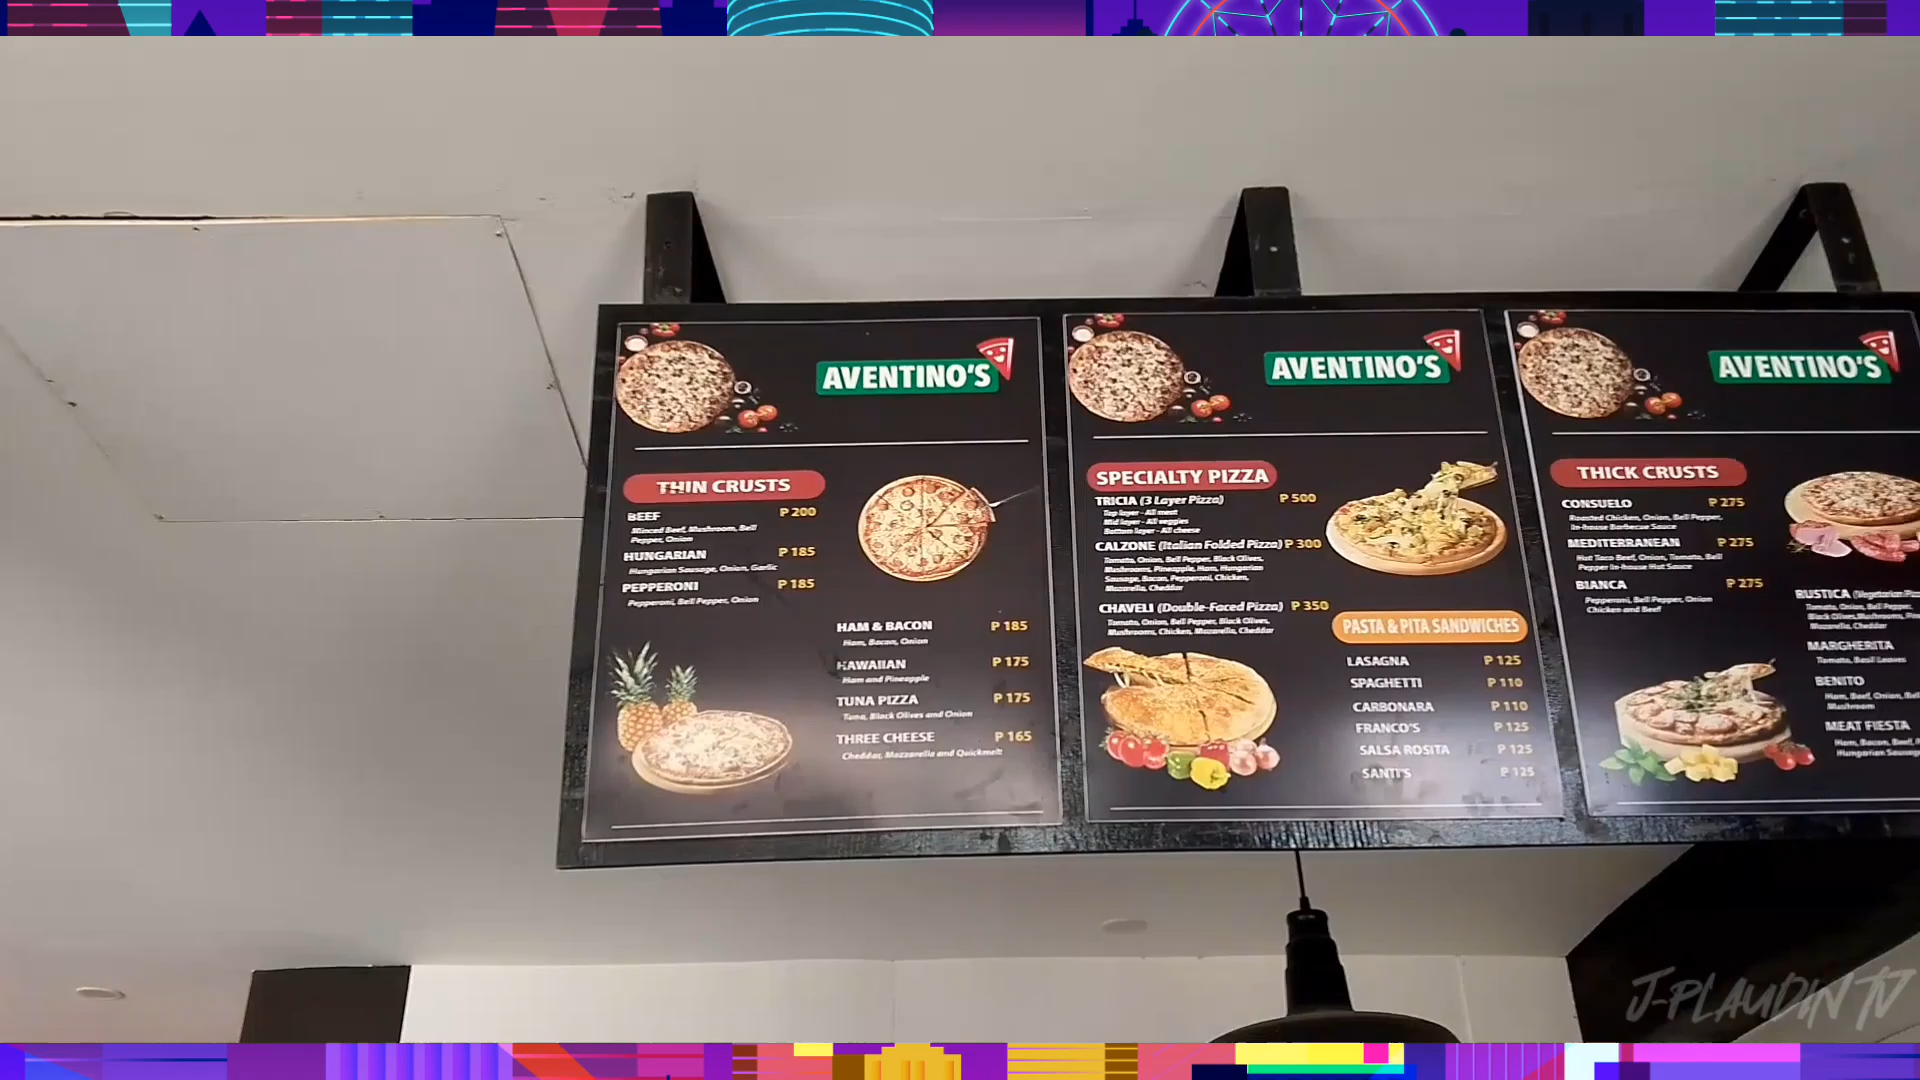 AVENTINO'S
THIN CRUSTS
BEEF P 200
Minced Beef, Mushroom, Bell
Pepper, Onion
HUNGARIAN P 185
Hungarian Sausage, Onion, Garlic
PEPPERONI P 185
Pepperoni, Bell Pepper, Onion
HAM & BACON P 185
Ham, Bacon, Onion
HAWAIIAN P 175
Ham and Pineapple
TUNA PIZZA P 175
Tuna, Black Olives and Onion
THREE CHEESE P 165
Cheddar, Mozzarella and Quickmelt
AVENTINO'S
SPECIALTY PIZZA
TRICIA (3 Layer Pizza) P 500
Top layer - All meat
Mid layer - All veggies
Bottom layer - All cheese
CALZONE (Italian Folded Pizza) P 300
Tomato, Onion, Bell Pepper, Black Olives,
Mushrooms, Pineapple, Ham, Hungarian
Sausage, Bacon, Pepperoni, Chicken,
Mozarella, Cheddar
CHAVELI (Double-Faced Pizza) P 350
Tomato, Onion, Bell Pepper, Black Olives,
Mushrooms, Chicken, Mozarella, Cheddar
PASTA & PITA SANDWICHES
LASAGNA P 125
SPAGHETTI P 110
CARBONARA P 110
FRANCO'S P 125
SALSA ROSITA P 125
SANTI'S P 125
AVENTINO'S
THICK CRUSTS
CONSUELO P 275
Roasted Chicken, Onion, Bell Pepper,
In-house Barbecue Sauce
MEDITERRANEAN P 275
Hot Taco Beef, Onion, Tomato, Bell
Pepper In-house Hot Sauce
BIANCA P 275
Pepperoni, Bell Pepper, Onion
Chicken and Beef
RUSTICA (Vegetarian
Tomato, Onion, Bell Pepper,
Black Olives, Mushrooms,
Mozarella, Cheddar
MARGHERITA
Tomato, Basil Leaves
BENITO
Ham, Beef, Onion,
Mushroom
MEAT FIESTA
Ham, Bacon, Beef,
Hungarian
J-PLAUDIN TV